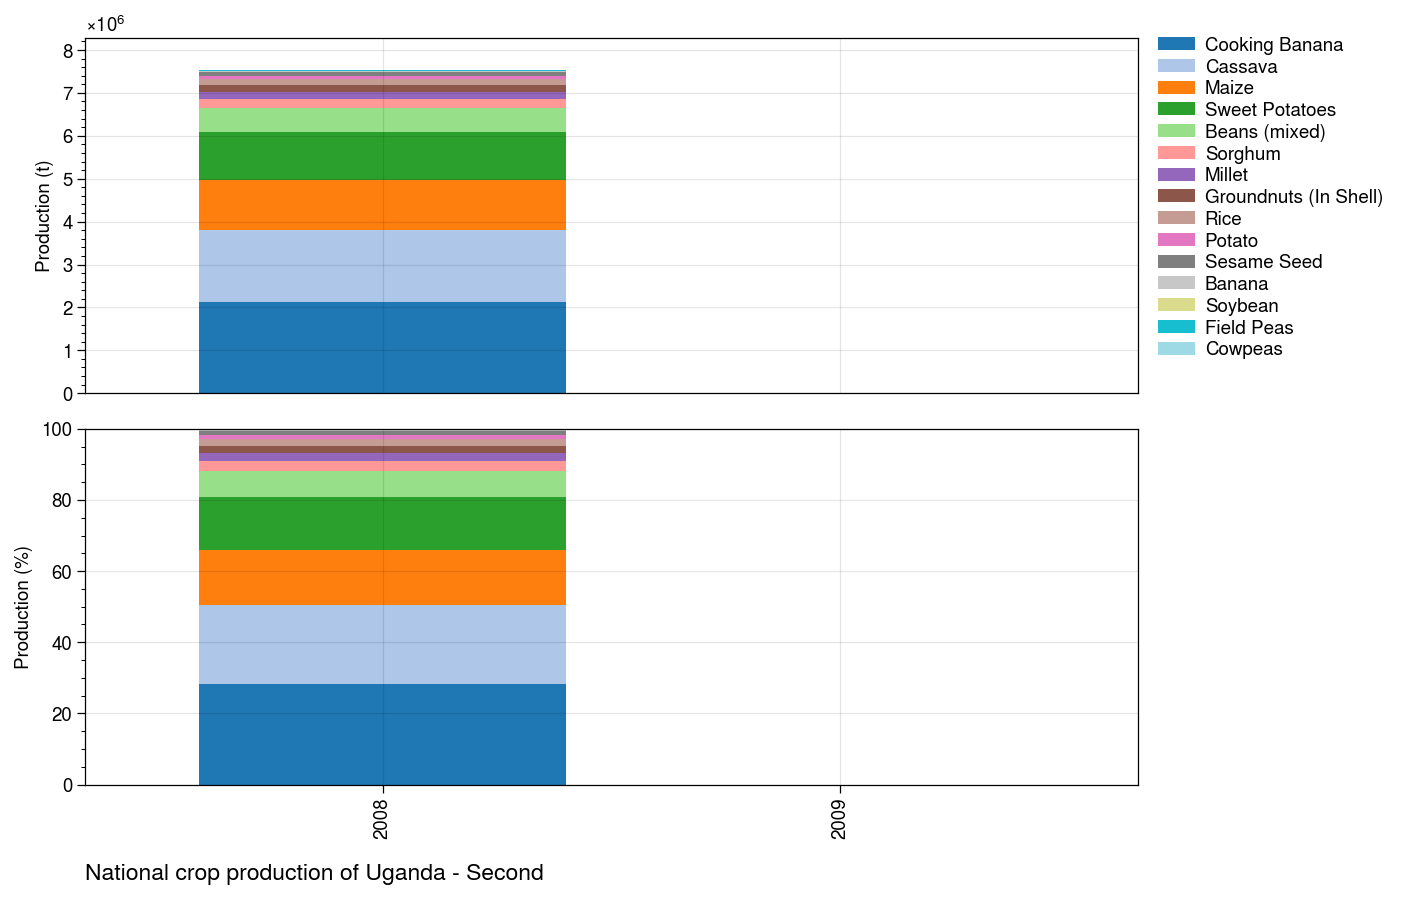 ×10⁶
8
7
6
5
4
3
2
1
0
Production (t)
Cooking Banana
Cassava
Maize
Sweet Potatoes
Beans (mixed)
Sorghum
Millet
Groundnuts (In Shell)
Rice
Potato
Sesame Seed
Banana
Soybean
Field Peas
Cowpeas
100
80
60
40
20
0
Production (%)
2008
2009
National crop production of Uganda - Second